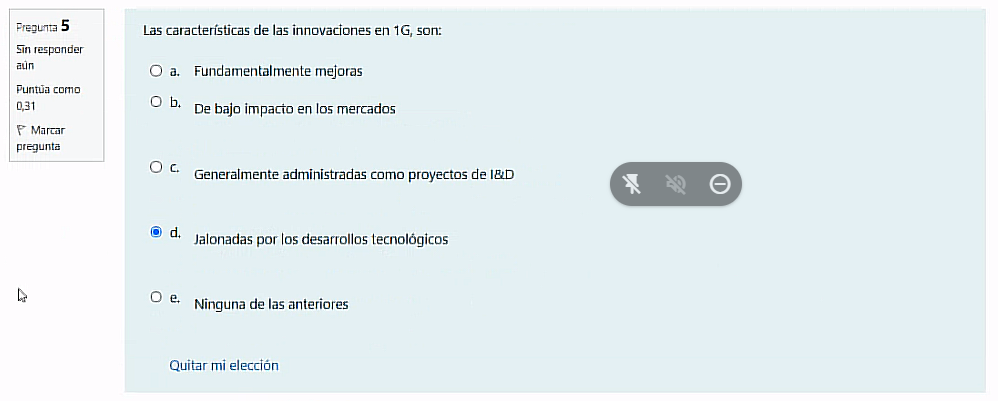 Pregunta 5
Sin responder
aún
Puntúa como
0,31
Marcar
pregunta
Las características de las innovaciones en 1G, son:
a. Fundamentalmente mejoras
b. De bajo impacto en los mercados
c. Generalmente administradas como proyectos de I&D
d. Jalonadas por los desarrollos tecnológicos
e. Ninguna de las anteriores
Quitar mi elección